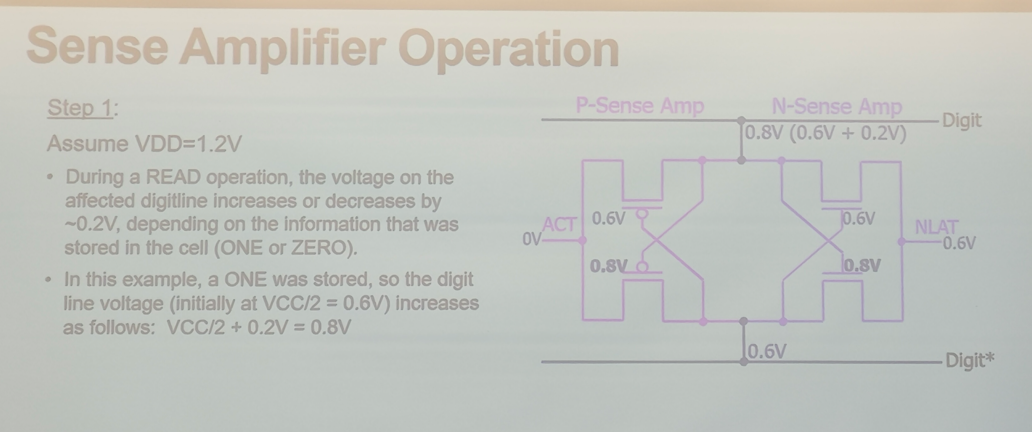 Sense Amplifier Operation
Step 1:
Assume VDD=1.2V
• During a READ operation, the voltage on the
affected digitline increases or decreases by
~0.2V, depending on the information that was
stored in the cell (ONE or ZERO).
• In this example, a ONE was stored, so the digit
line voltage (initially at VCC/2 = 0.6V) increases
as follows: VCC/2 + 0.2V = 0.8V
P-Sense Amp N-Sense Amp
Digit
0.8V (0.6V + 0.2V)
0.6V 0.6V
ACT NLAT
0V 0.6V
0.8V 0.8V
0.6V
Digit*